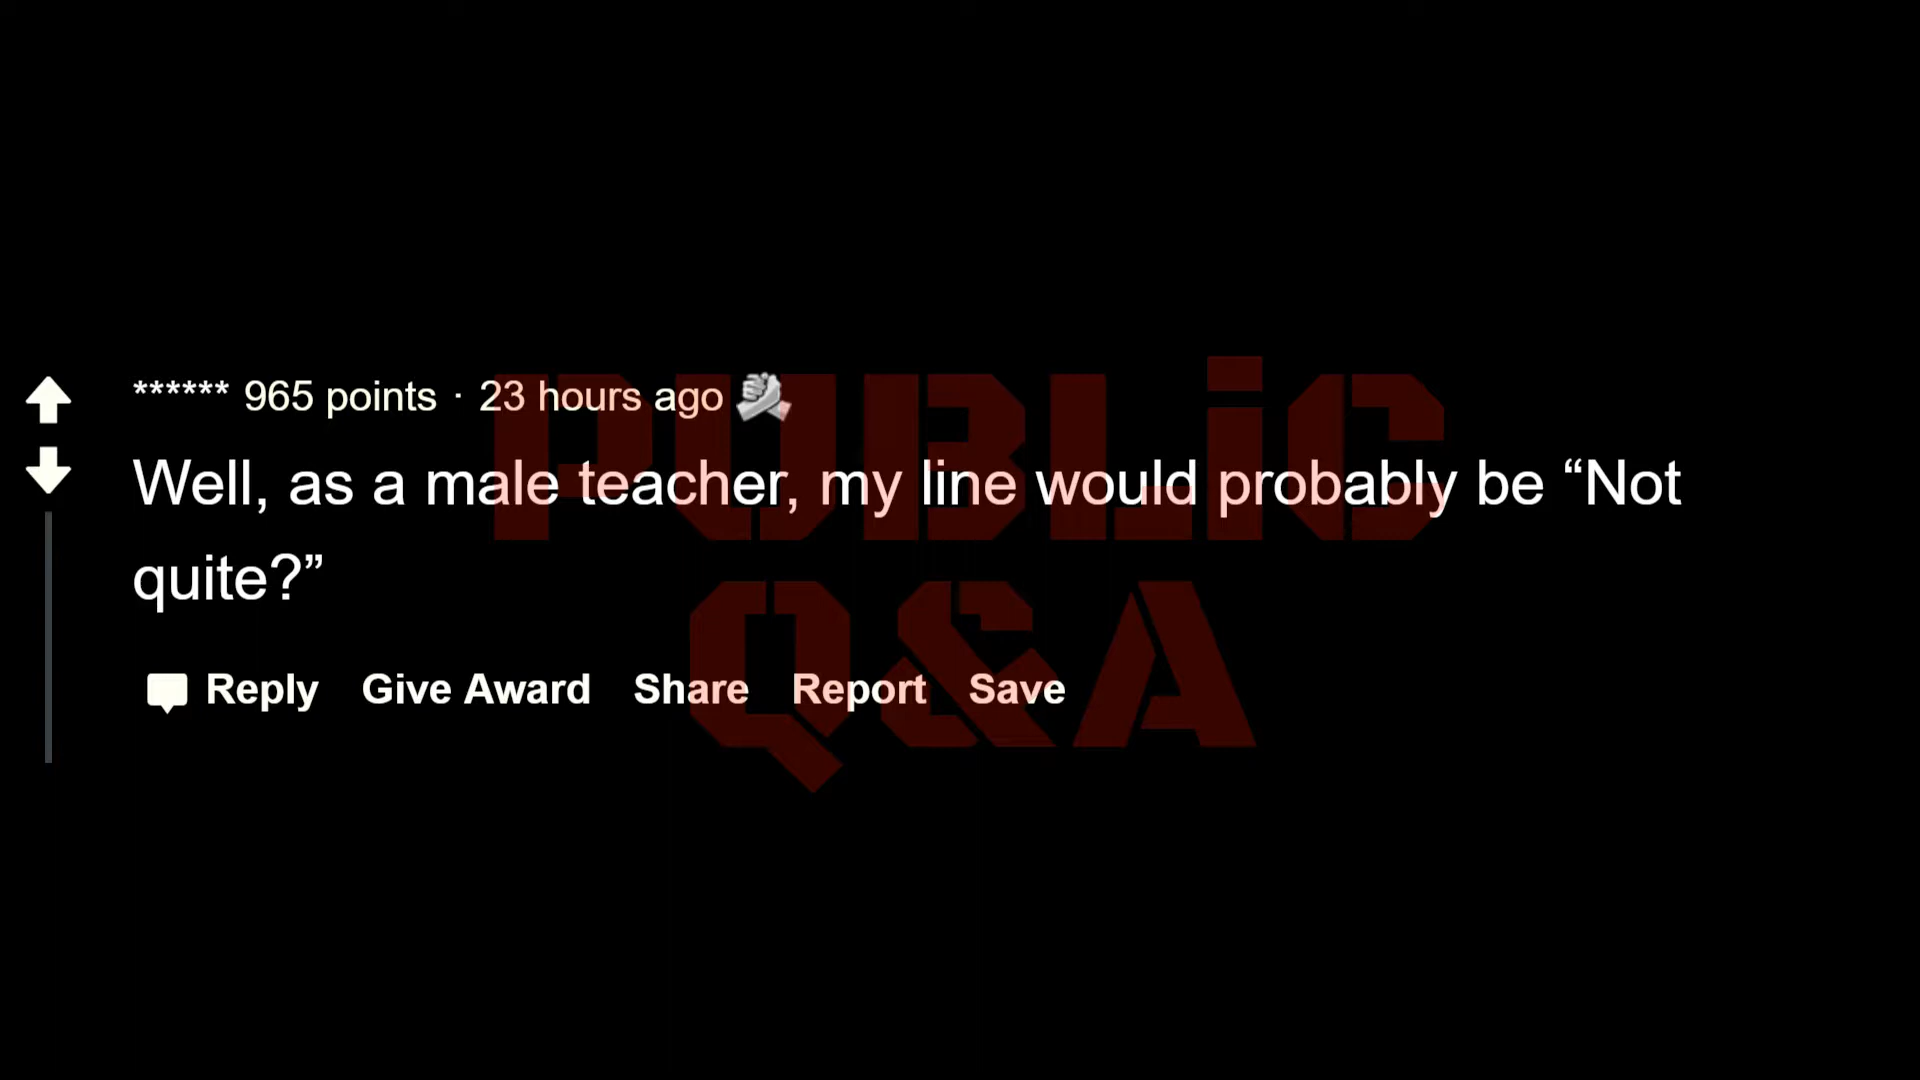 ****** 965 points · 23 hours ago
Well, as a male teacher, my line would probably be “Not
quite?”
Reply Give Award Share Report Save
PUBLiC
Q&A